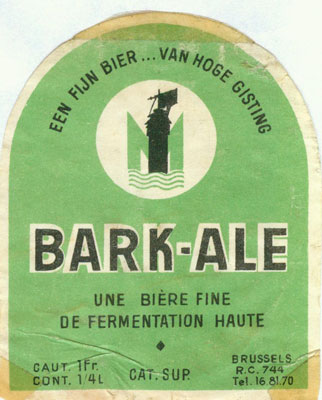 EEN FIJN BIER... VAN HOGE GISTING
M
BARK-ALE
UNE BIÈRE FINE
DE FERMENTATION HAUTE
CAUT. 1Fr.
CONT. 1/4L
CAT. SUP.
BRUSSELS
R.C. 744
Tel. 16.81.70